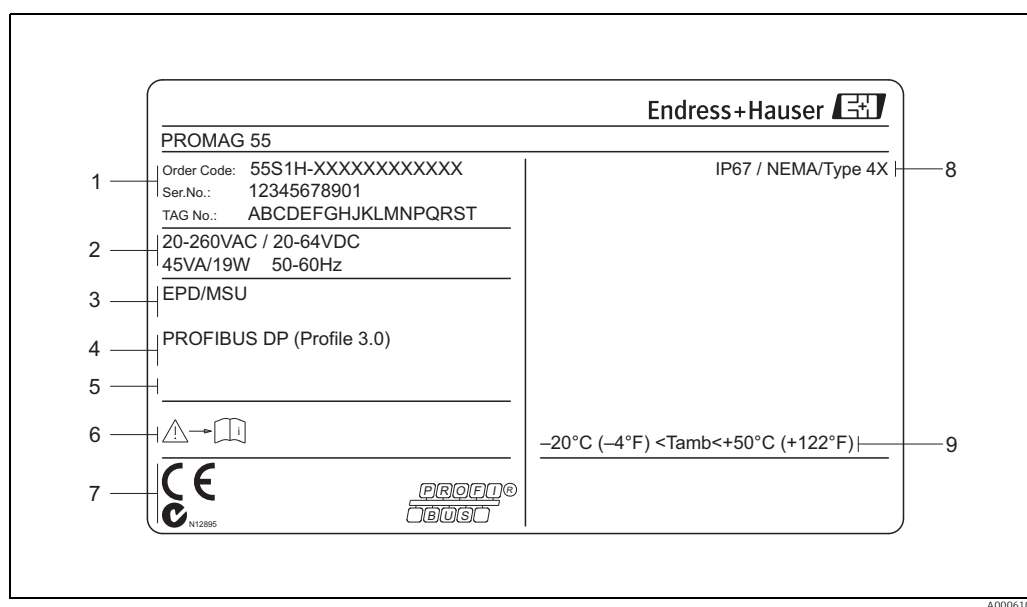 Endress+Hauser
PROMAG 55
1
Order Code: 55S1H-XXXXXXXXXXXX
Ser.No.: 12345678901
TAG No.: ABCDEFGHJKLMNPQRST
IP67 / NEMA/Type 4X
8
2
20-260VAC / 20-64VDC
45VA/19W 50-60Hz
3
EPD/MSU
4
PROFIBUS DP (Profile 3.0)
5
6
i
–20°C (–4°F) <Tamb<+50°C (+122°F)
9
7
CE
N12895
PROFI®
BUS